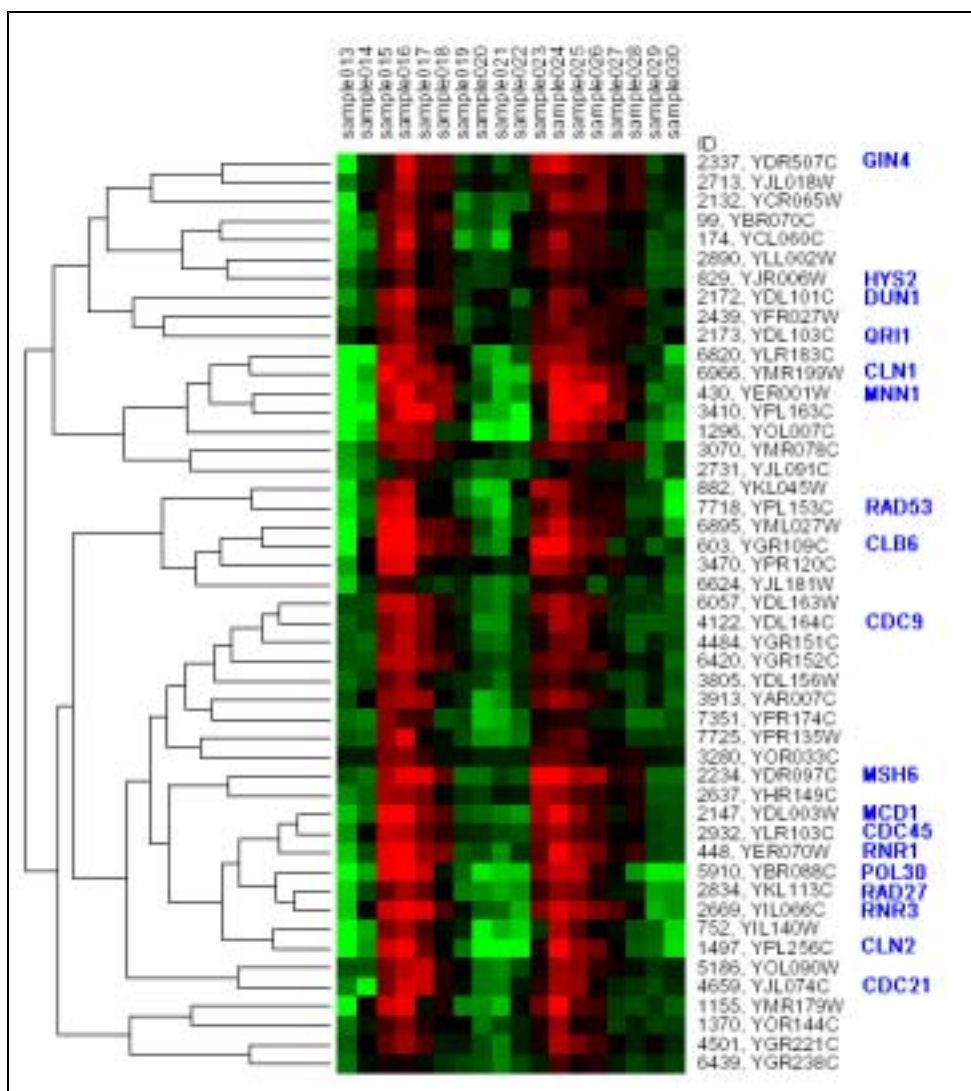 sample013
sample014
sample015
sample016
sample017
sample018
sample019
sample020
sample021
sample022
sample023
sample024
sample025
sample026
sample027
sample028
sample029
sample030
ID
2337, YDR507C GIN4
2713, YJL018W
2132, YCR065W
99, YBR070C
174, YCL060C
2890, YLL002W
829, YJR006W HYS2
2172, YDL101C DUN1
2439, YFR027W
2173, YDL103C QRI1
6820, YLR183C
6966, YMR199W CLN1
430, YER001W MNN1
3410, YPL163C
1296, YOL007C
3070, YMR078C
2731, YJL091C
882, YKL045W
7718, YPL153C RAD53
6895, YML027W
603, YGR109C CLB6
3470, YPR120C
6624, YJL181W
6057, YDL163W
4122, YDL164C CDC9
4484, YGR151C
6420, YGR152C
3805, YDL156W
3913, YAR007C
7351, YPR174C
7725, YPR135W
3280, YOR033C
2234, YDR097C MSH6
2637, YHR149C
2147, YDL003W MCD1
2932, YLR103C CDC45
448, YER070W RNR1
5910, YBR088C POL30
2834, YKL113C RAD27
2669, YIL066C RNR3
752, YIL140W
1497, YPL256C CLN2
5186, YOL090W
4659, YJL074C CDC21
1155, YMR179W
1370, YOR144C
4501, YGR221C
6439, YGR238C